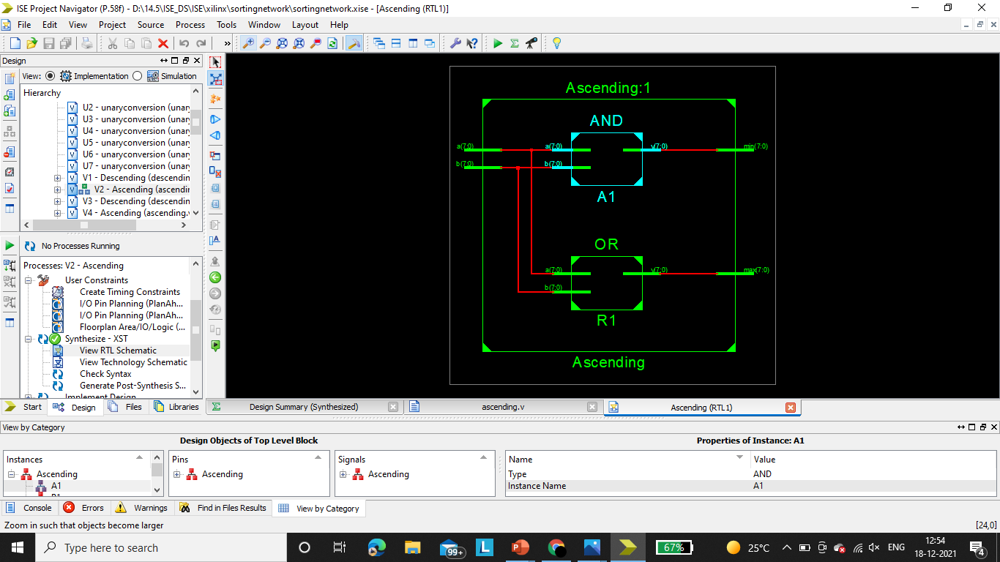 ISE Project Navigator (P.58f) - D:\14.5\ISE_DS\ISE\xilinx\sortingnetwork\sortingnetwork.xise - [Ascending (RTL1)]
File Edit View Project Source Process Tools Window Layout Help
»
Design
View: Implementation Simulation
Hierarchy
U2 - unaryconversion (unar
U3 - unaryconversion (unar
U4 - unaryconversion (unar
U5 - unaryconversion (unar
U6 - unaryconversion (unar
U7 - unaryconversion (unar
V1 - Descending (descendin
V2 - Ascending (ascendin
V3 - Descending (descendin
V4 - Ascending (ascending.v
No Processes Running
Processes: V2 - Ascending
User Constraints
Create Timing Constraints
I/O Pin Planning (PlanAh...
I/O Pin Planning (PlanAh...
Floorplan Area/IO/Logic (...
Synthesize - XST
View RTL Schematic
View Technology Schematic
Check Syntax
Generate Post-Synthesis S...
Implement Design
Start Design Files Libraries
Ascending:1
AND
a(7:0) a(7:0) y(7:0) min(7:0)
b(7:0) b(7:0)
A1
OR
a(7:0) y(7:0) max(7:0)
b(7:0)
R1
Ascending
Design Summary (Synthesized) ascending.v Ascending (RTL1)
View by Category
Design Objects of Top Level Block Properties of Instance: A1
Instances Pins Signals Name Value
Ascending Ascending Ascending Type AND
A1 Instance Name A1
R1
Console Errors Warnings Find in Files Results View by Category
Zoom in such that objects become larger [24,0]
Type here to search 99+ L 67% 25°C ENG 12:54
18-12-2021 4